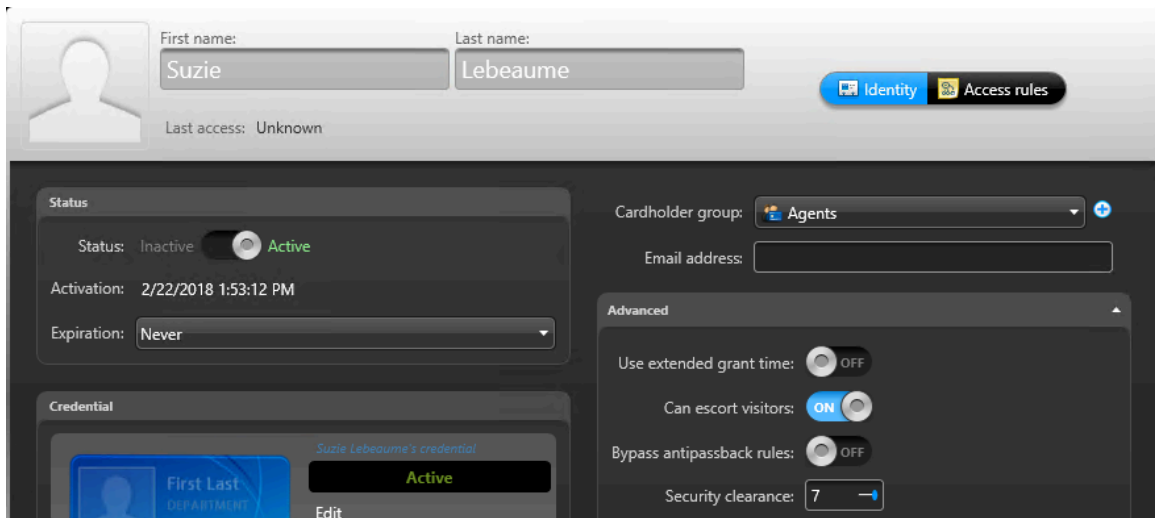 First name: Last name:
Suzie Lebeaume
Identity Access rules
Last access: Unknown
Status
Status: Inactive Active
Activation: 2/22/2018 1:53:12 PM
Expiration: Never
Credential
Suzie Lebeaume's credential
First Last
DEPARTMENT
Active
Edit
Cardholder group: Agents
Email address:
Advanced
Use extended grant time: OFF
Can escort visitors: ON
Bypass antipassback rules: OFF
Security clearance: 7